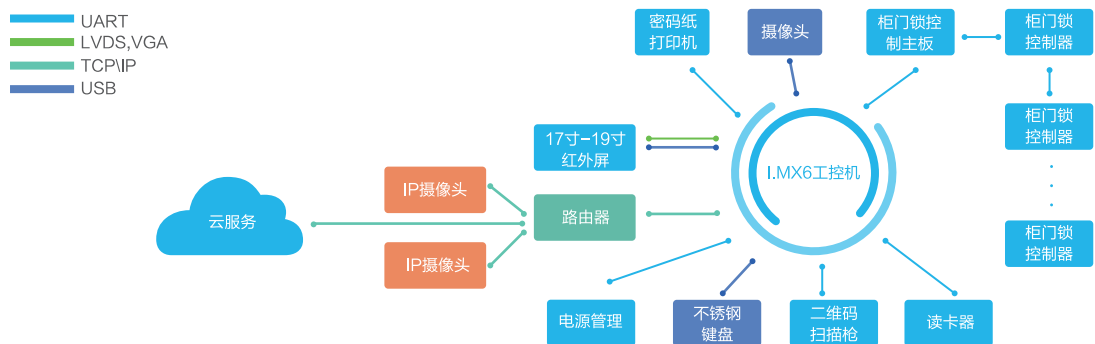 UART
LVDS,VGA
TCP\IP
USB
密码纸
打印机
摄像头
柜门锁控
制主板
柜门锁
控制器
柜门锁
控制器
柜门锁
控制器
17寸-19寸
红外屏
I.MX6工控机
IP摄像头
云服务
路由器
IP摄像头
电源管理
不锈钢
键盘
二维码
扫描枪
读卡器